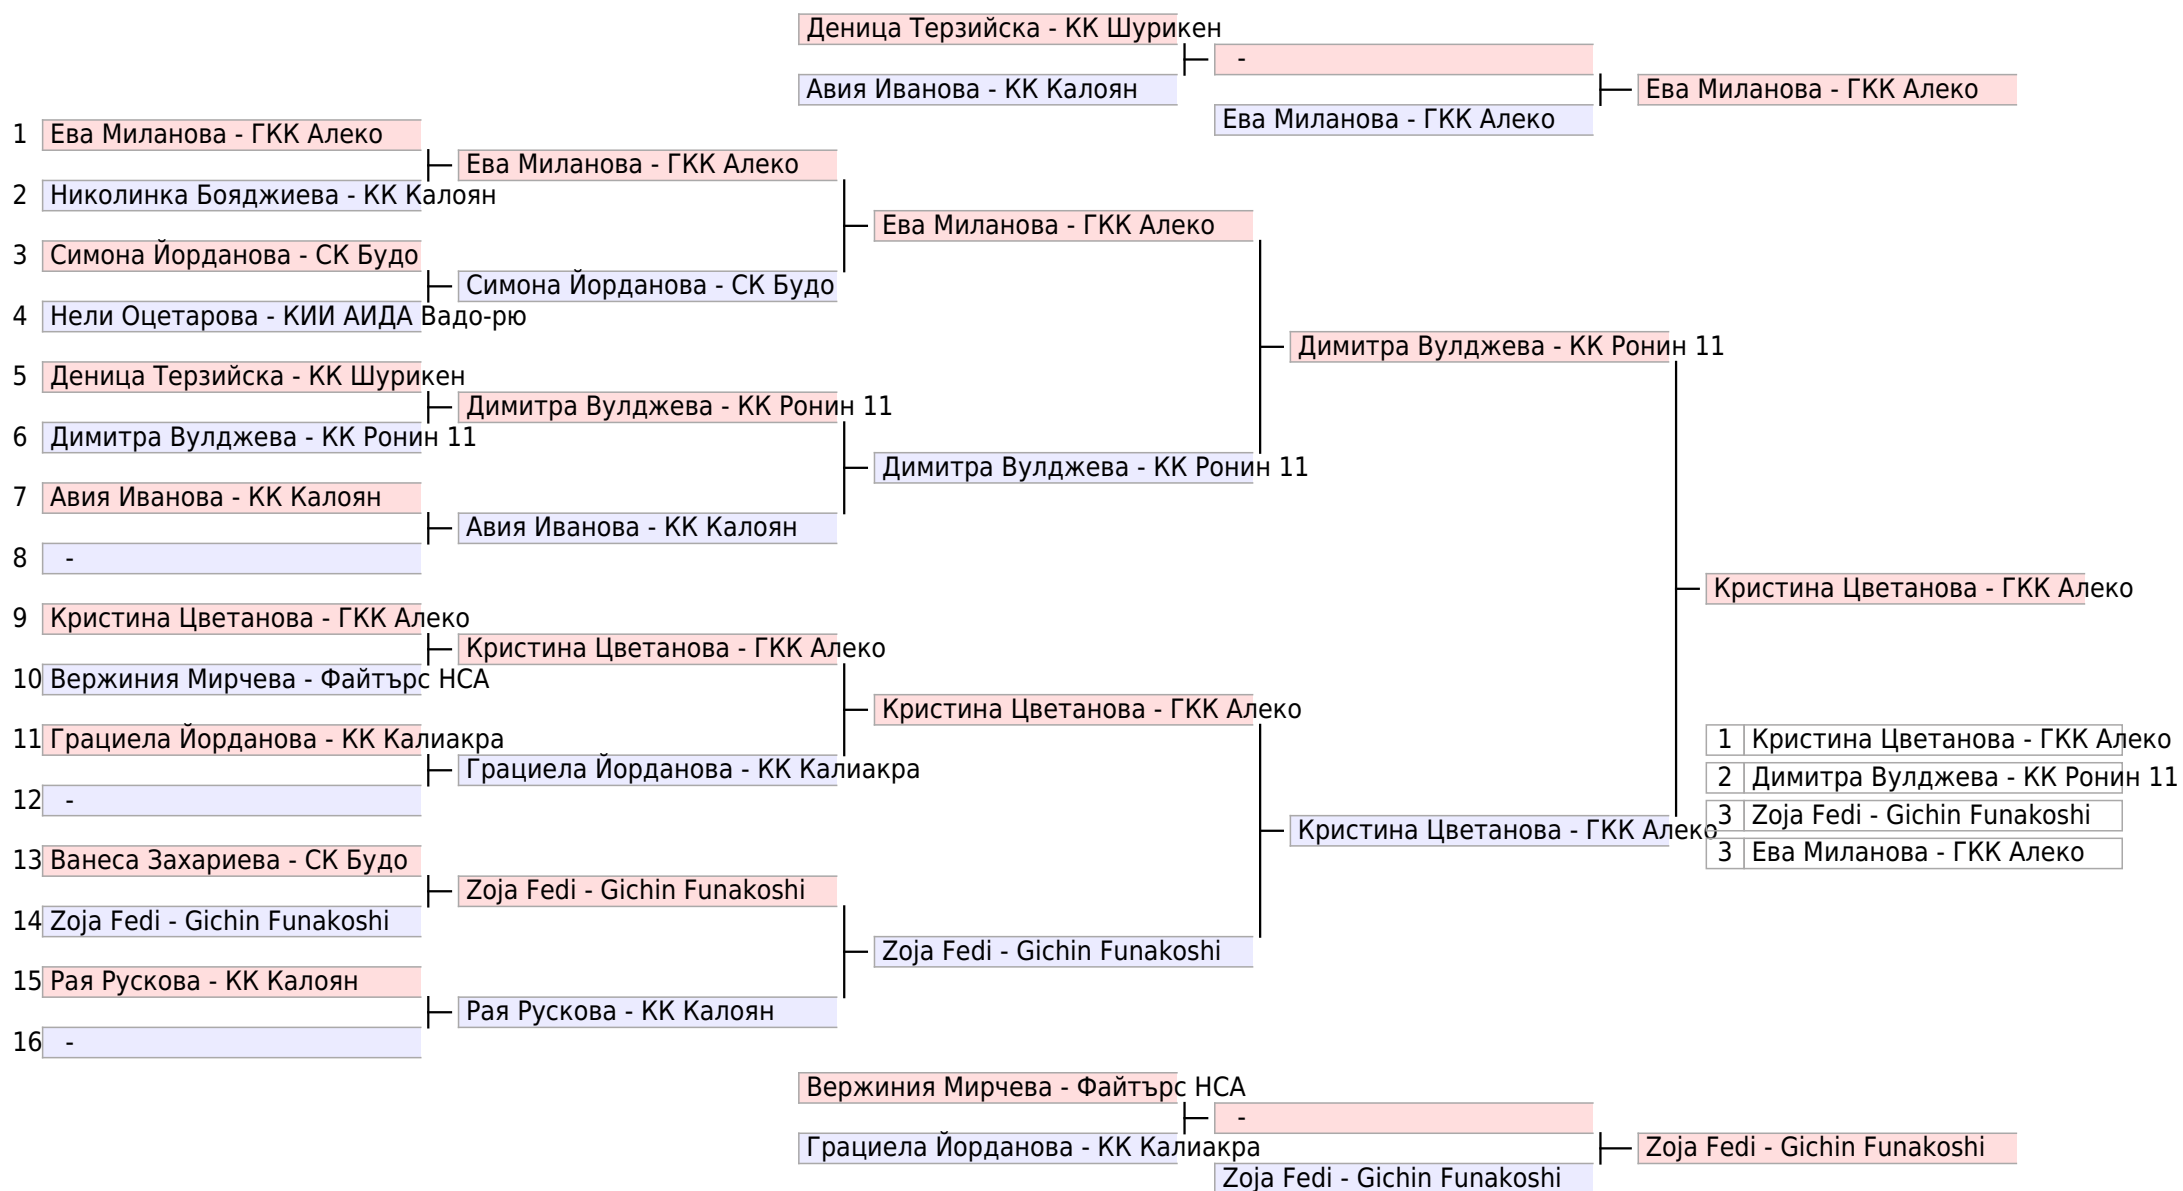 Деница Терзийска - КК Шурикен
-
Авия Иванова - КК Калоян
Ева Миланова - ГКК Алеко
Ева Миланова - ГКК Алеко
1 Ева Миланова - ГКК Алеко
Ева Миланова - ГКК Алеко
2 Николинка Бояджиева - КК Калоян
Ева Миланова - ГКК Алеко
3 Симона Йорданова - СК Будо
Симона Йорданова - СК Будо
4 Нели Оцетарова - КИИ АИДА Вадо-рю
Димитра Вулджева - КК Ронин 11
5 Деница Терзийска - КК Шурикен
Димитра Вулджева - КК Ронин 11
6 Димитра Вулджева - КК Ронин 11
Димитра Вулджева - КК Ронин 11
7 Авия Иванова - КК Калоян
Авия Иванова - КК Калоян
8 -
Кристина Цветанова - ГКК Алеко
9 Кристина Цветанова - ГКК Алеко
Кристина Цветанова - ГКК Алеко
10 Вержиния Мирчева - Файтърс НСА
Кристина Цветанова - ГКК Алеко
11 Грациела Йорданова - КК Калиакра
Грациела Йорданова - КК Калиакра
12 -
Кристина Цветанова - ГКК Алеко
1 Кристина Цветанова - ГКК Алеко
2 Димитра Вулджева - КК Ронин 11
3 Zoja Fedi - Gichin Funakoshi
3 Ева Миланова - ГКК Алеко
13 Ванеса Захариева - СК Будо
Zoja Fedi - Gichin Funakoshi
14 Zoja Fedi - Gichin Funakoshi
Zoja Fedi - Gichin Funakoshi
15 Рая Рускова - КК Калоян
Рая Рускова - КК Калоян
16 -
Вержиния Мирчева - Файтърс НСА
-
Грациела Йорданова - КК Калиакра
Zoja Fedi - Gichin Funakoshi
Zoja Fedi - Gichin Funakoshi